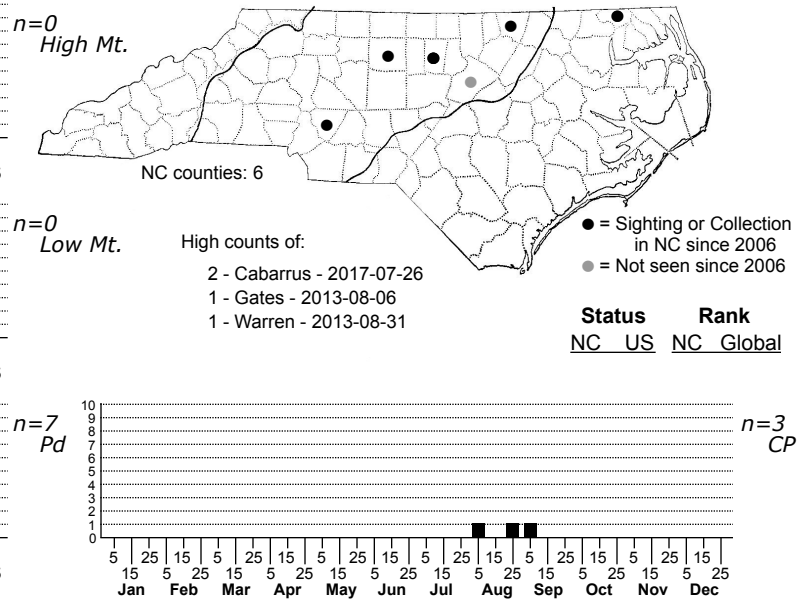 n=0
High Mt.
NC counties: 6
n=0
Low Mt.
High counts of:
2 - Cabarrus - 2017-07-26
1 - Gates - 2013-08-06
1 - Warren - 2013-08-31
= Sighting or Collection
in NC since 2006
= Not seen since 2006
Status Rank
NC US NC Global
n=7
Pd
10
9
8
7
6
5
4
3
2
1
0
n=3
CP
5 25 15 5 25 15 5 25 15 5 25 15 5 25 15 5 25 15
15 5 25 15 5 25 15 5 25 15 5 25 15 5 25 15 5 25
Jan Feb Mar Apr May Jun Jul Aug Sep Oct Nov Dec